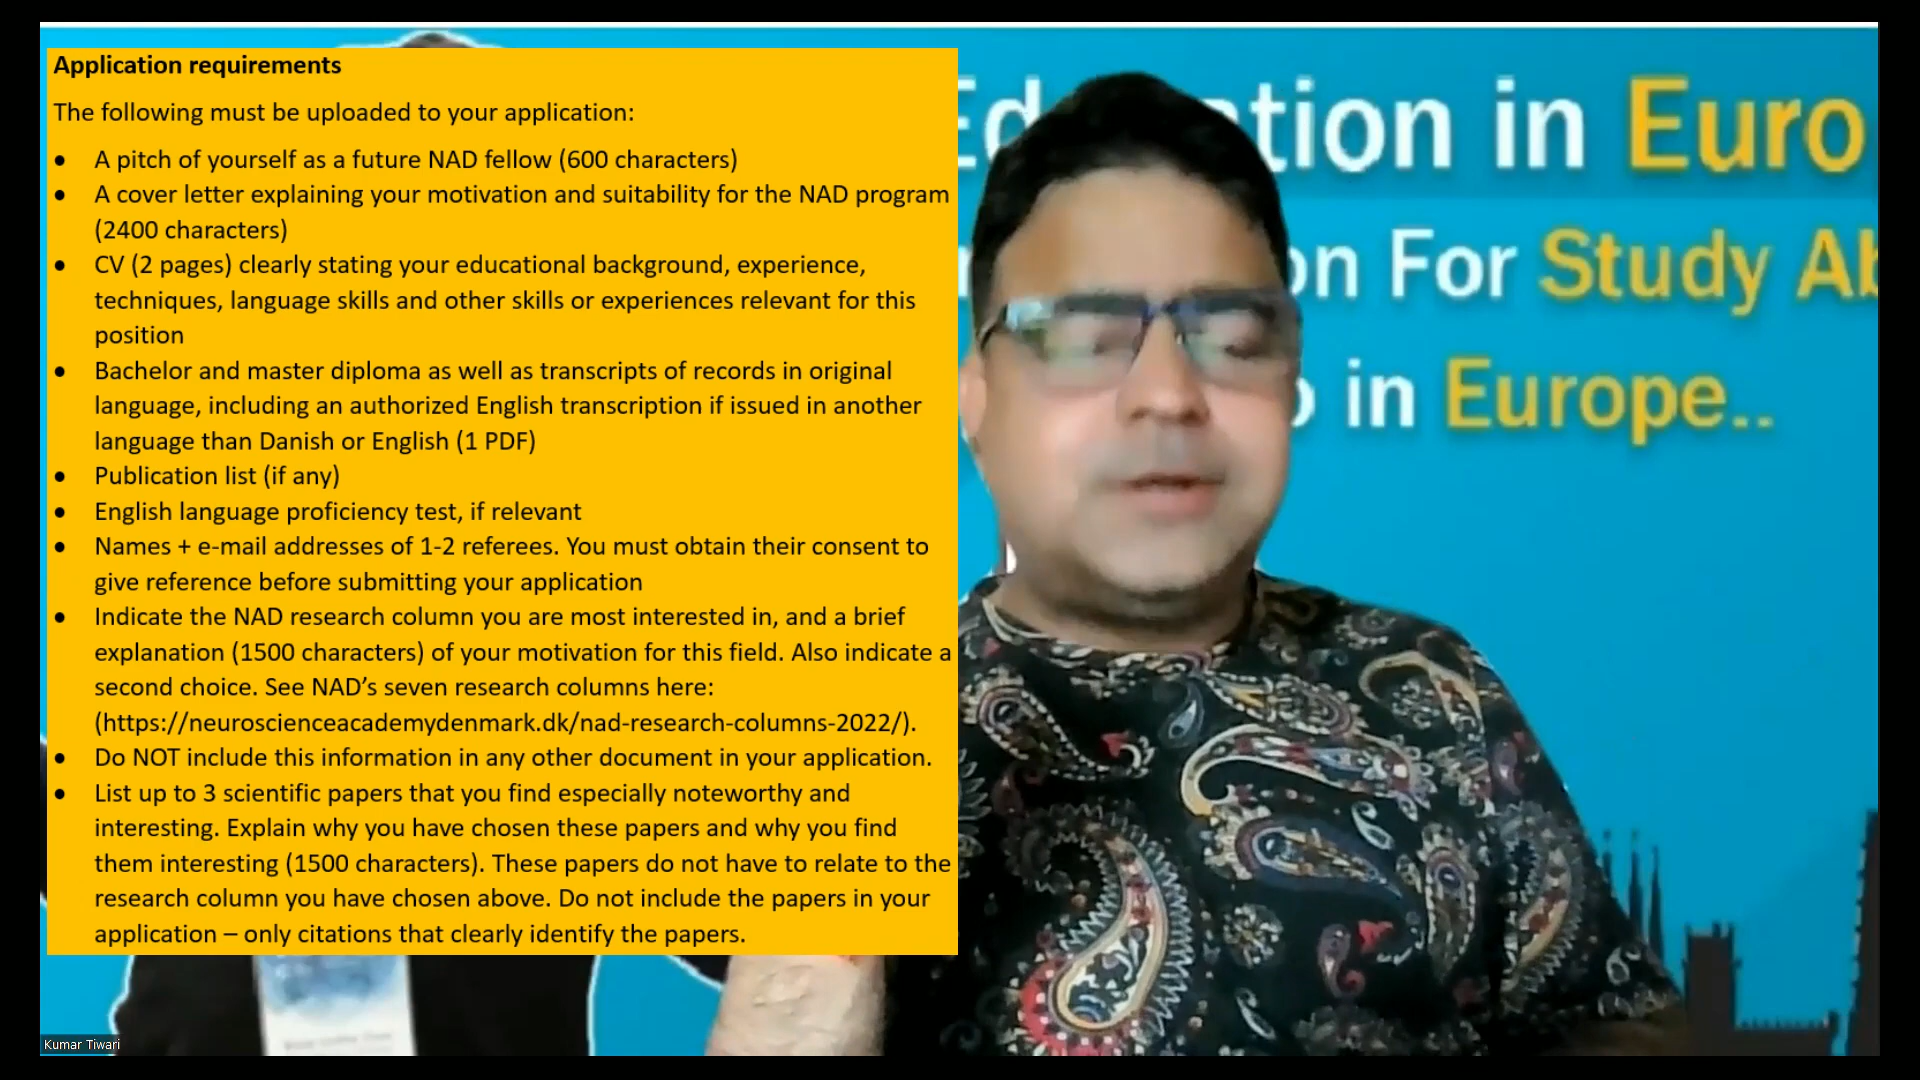 Application requirements
The following must be uploaded to your application:
● A pitch of yourself as a future NAD fellow (600 characters)
● A cover letter explaining your motivation and suitability for the NAD program
(2400 characters)
● CV (2 pages) clearly stating your educational background, experience,
techniques, language skills and other skills or experiences relevant for this
position
● Bachelor and master diploma as well as transcripts of records in original
language, including an authorized English transcription if issued in another
language than Danish or English (1 PDF)
● Publication list (if any)
● English language proficiency test, if relevant
● Names + e-mail addresses of 1-2 referees. You must obtain their consent to
give reference before submitting your application
● Indicate the NAD research column you are most interested in, and a brief
explanation (1500 characters) of your motivation for this field. Also indicate a
second choice. See NAD’s seven research columns here:
(https://neuroscienceacademydenmark.dk/nad-research-columns-2022/).
● Do NOT include this information in any other document in your application.
● List up to 3 scientific papers that you find especially noteworthy and
interesting. Explain why you have chosen these papers and why you find
them interesting (1500 characters). These papers do not have to relate to the
research column you have chosen above. Do not include the papers in your
application – only citations that clearly identify the papers.
in Euro
For Study Ab
in Europe..
Kumar Tiwari